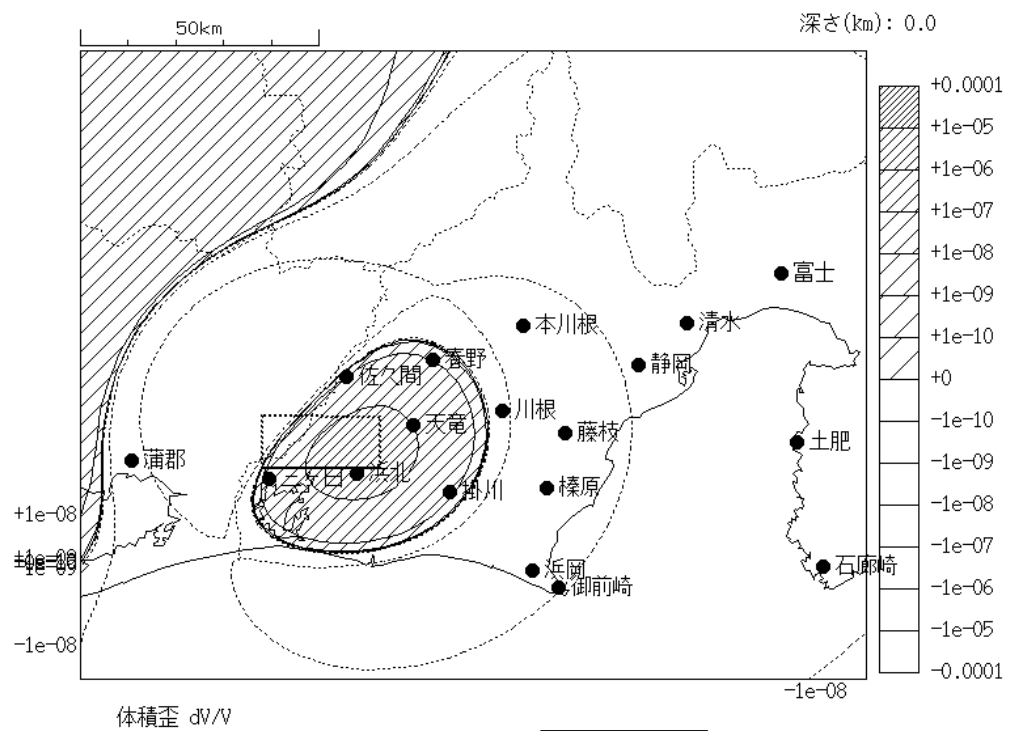 50km
深さ(km): 0.0
+0.0001
+1e-05
+1e-06
+1e-07
+1e-08
+1e-09
+1e-10
+0
-1e-10
-1e-09
-1e-08
-1e-07
-1e-06
-1e-05
-0.0001
富士
本川根
清水
静岡
春野
佐久間
川根
天竜
藤枝
土肥
蒲郡
三ケ日
浜北
掛川
榛原
浜岡
御前崎
石廊崎
+1e-08
-1e-08
-1e-08
体積歪 dV/V